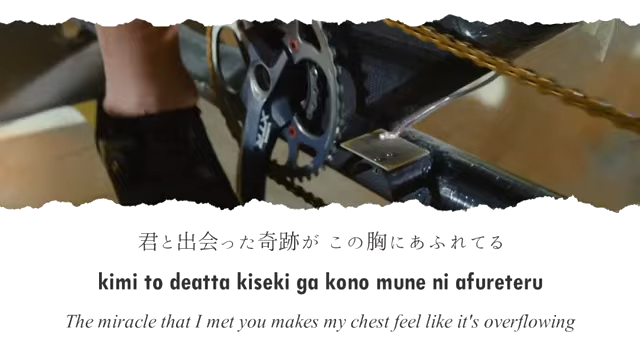 君と出会った奇跡が この胸にあふれてる
kimi to deatta kiseki ga kono mune ni afureteru
The miracle that I met you makes my chest feel like it's overflowing